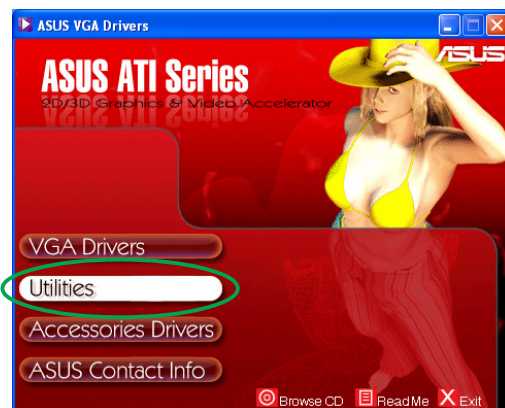 ASUS VGA Drivers
ASUS
ASUS ATI Series
2D/3D Graphics & Video Accelerator
VGA Drivers
Utilities
Accessories Drivers
ASUS Contact Info
Browse CD ReadMe Exit